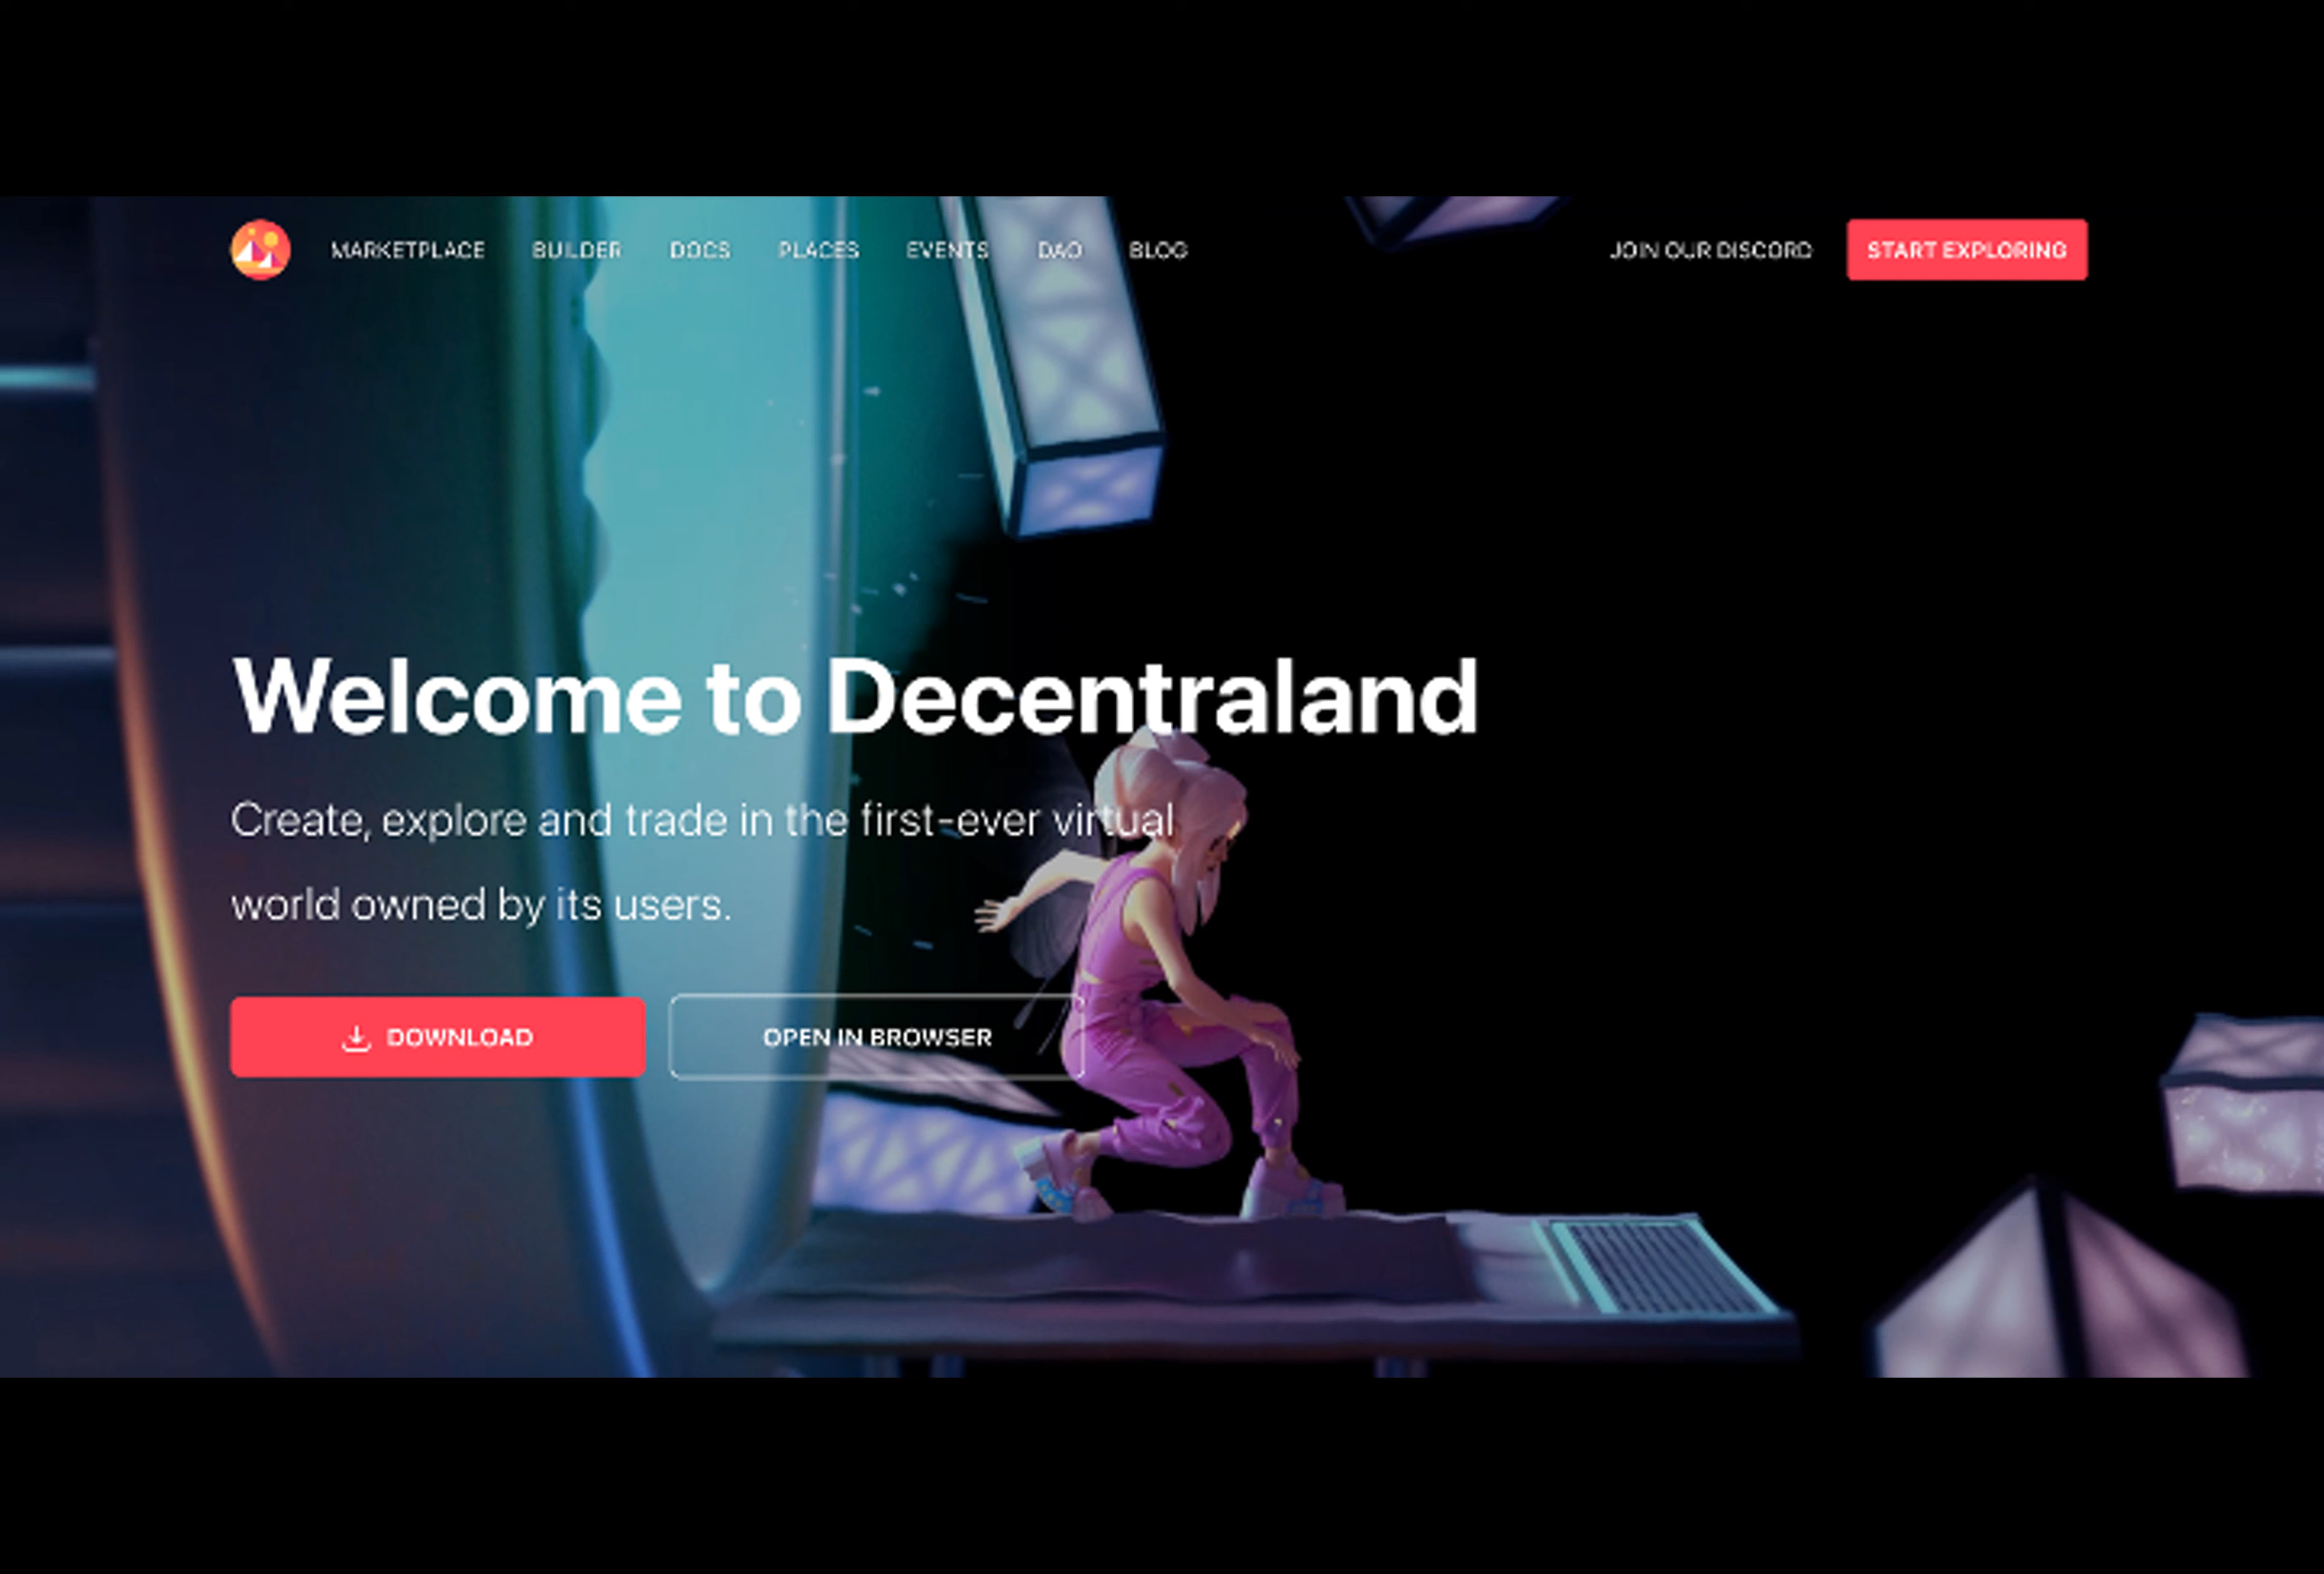 MARKETPLACE BUILDER DOCS PLACES EVENTS DAO BLOG JOIN OUR DISCORD START EXPLORING
Welcome to Decentraland
Create, explore and trade in the first-ever virtual
world owned by its users.
DOWNLOAD OPEN IN BROWSER